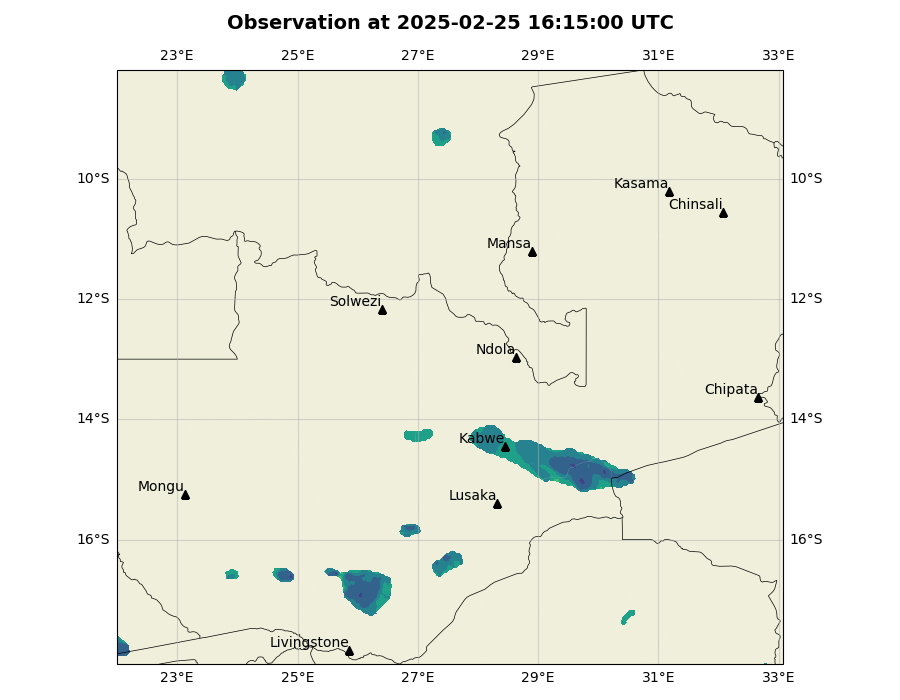 Observation at 2025-02-25 16:15:00 UTC
23°E 25°E 27°E 29°E 31°E 33°E
10°S 10°S
Kasama
Chinsali
Mansa
12°S 12°S
Solwezi
Ndola
Chipata
14°S 14°S
Kabwe
Mongu
Lusaka
16°S 16°S
Livingstone
23°E 25°E 27°E 29°E 31°E 33°E